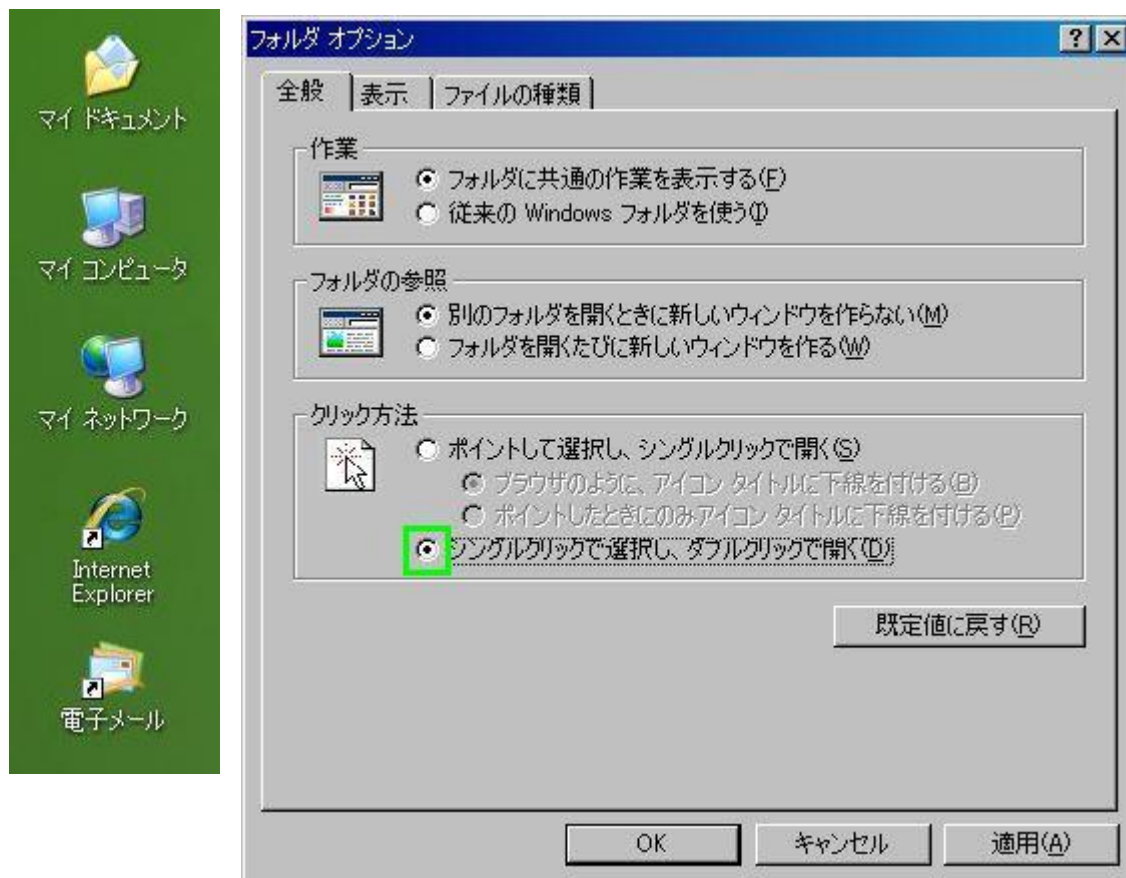 マイ ドキュメント
マイ コンピュータ
マイ ネットワーク
Internet
Explorer
電子メール
フォルダ オプション
全般
表示
ファイルの種類
作業
フォルダに共通の作業を表示する(F)
従来の Windows フォルダを使う(I)
フォルダの参照
別のフォルダを開くときに新しいウィンドウを作らない(M)
フォルダを開くたびに新しいウィンドウを作る(W)
クリック方法
ポイントして選択し、シングルクリックで開く(S)
ブラウザのように、アイコン タイトルに下線を付ける(B)
ポイントしたときにのみアイコン タイトルに下線を付ける(P)
シングルクリックで選択し、ダブルクリックで開く(D)
既定値に戻す(R)
OK
キャンセル
適用(A)